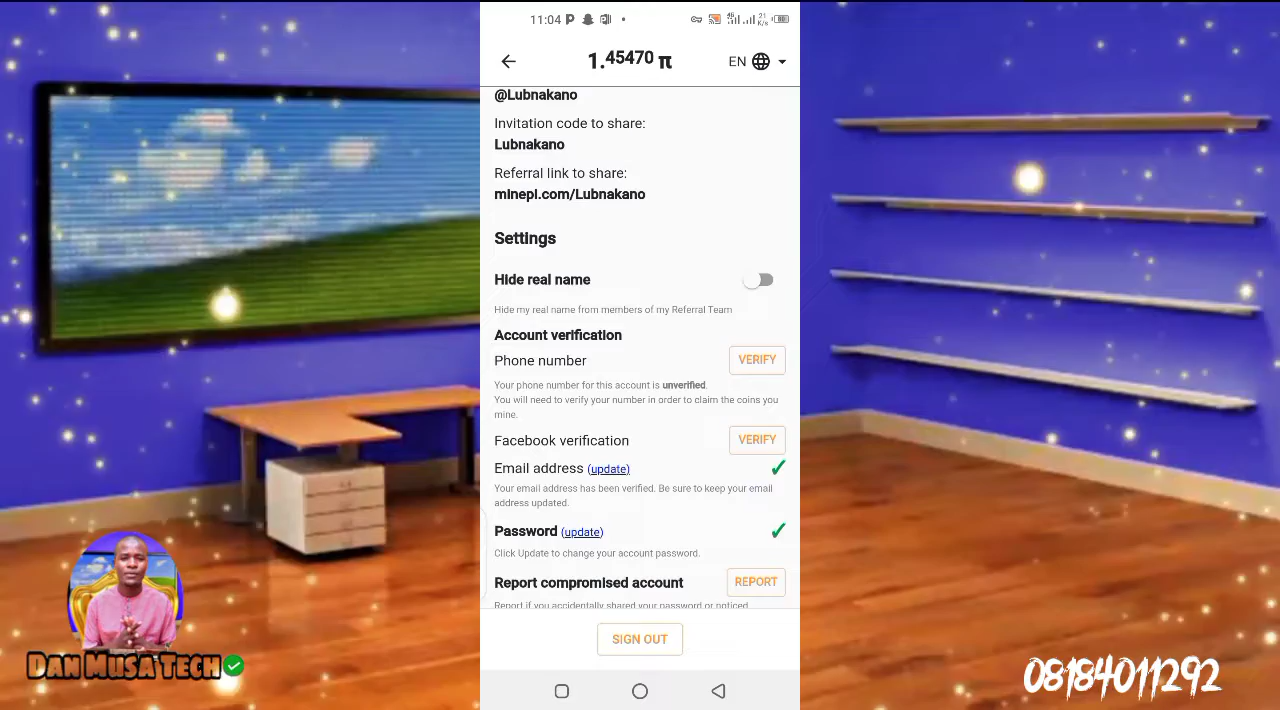 11:04
21
K/s
1.45470 π
EN
@Lubnakano
Invitation code to share:
Lubnakano
Referral link to share:
minepi.com/Lubnakano
Settings
Hide real name
Hide my real name from members of my Referral Team
Account verification
Phone number
VERIFY
Your phone number for this account is unverified.
You will need to verify your number in order to claim the coins you
mine.
Facebook verification
VERIFY
Email address (update)
Your email address has been verified. Be sure to keep your email
address updated.
Password (update)
Click Update to change your account password.
Report compromised account
REPORT
Report if you accidentally shared your password or noticed
SIGN OUT
DAN MUSA TECH
08184011292